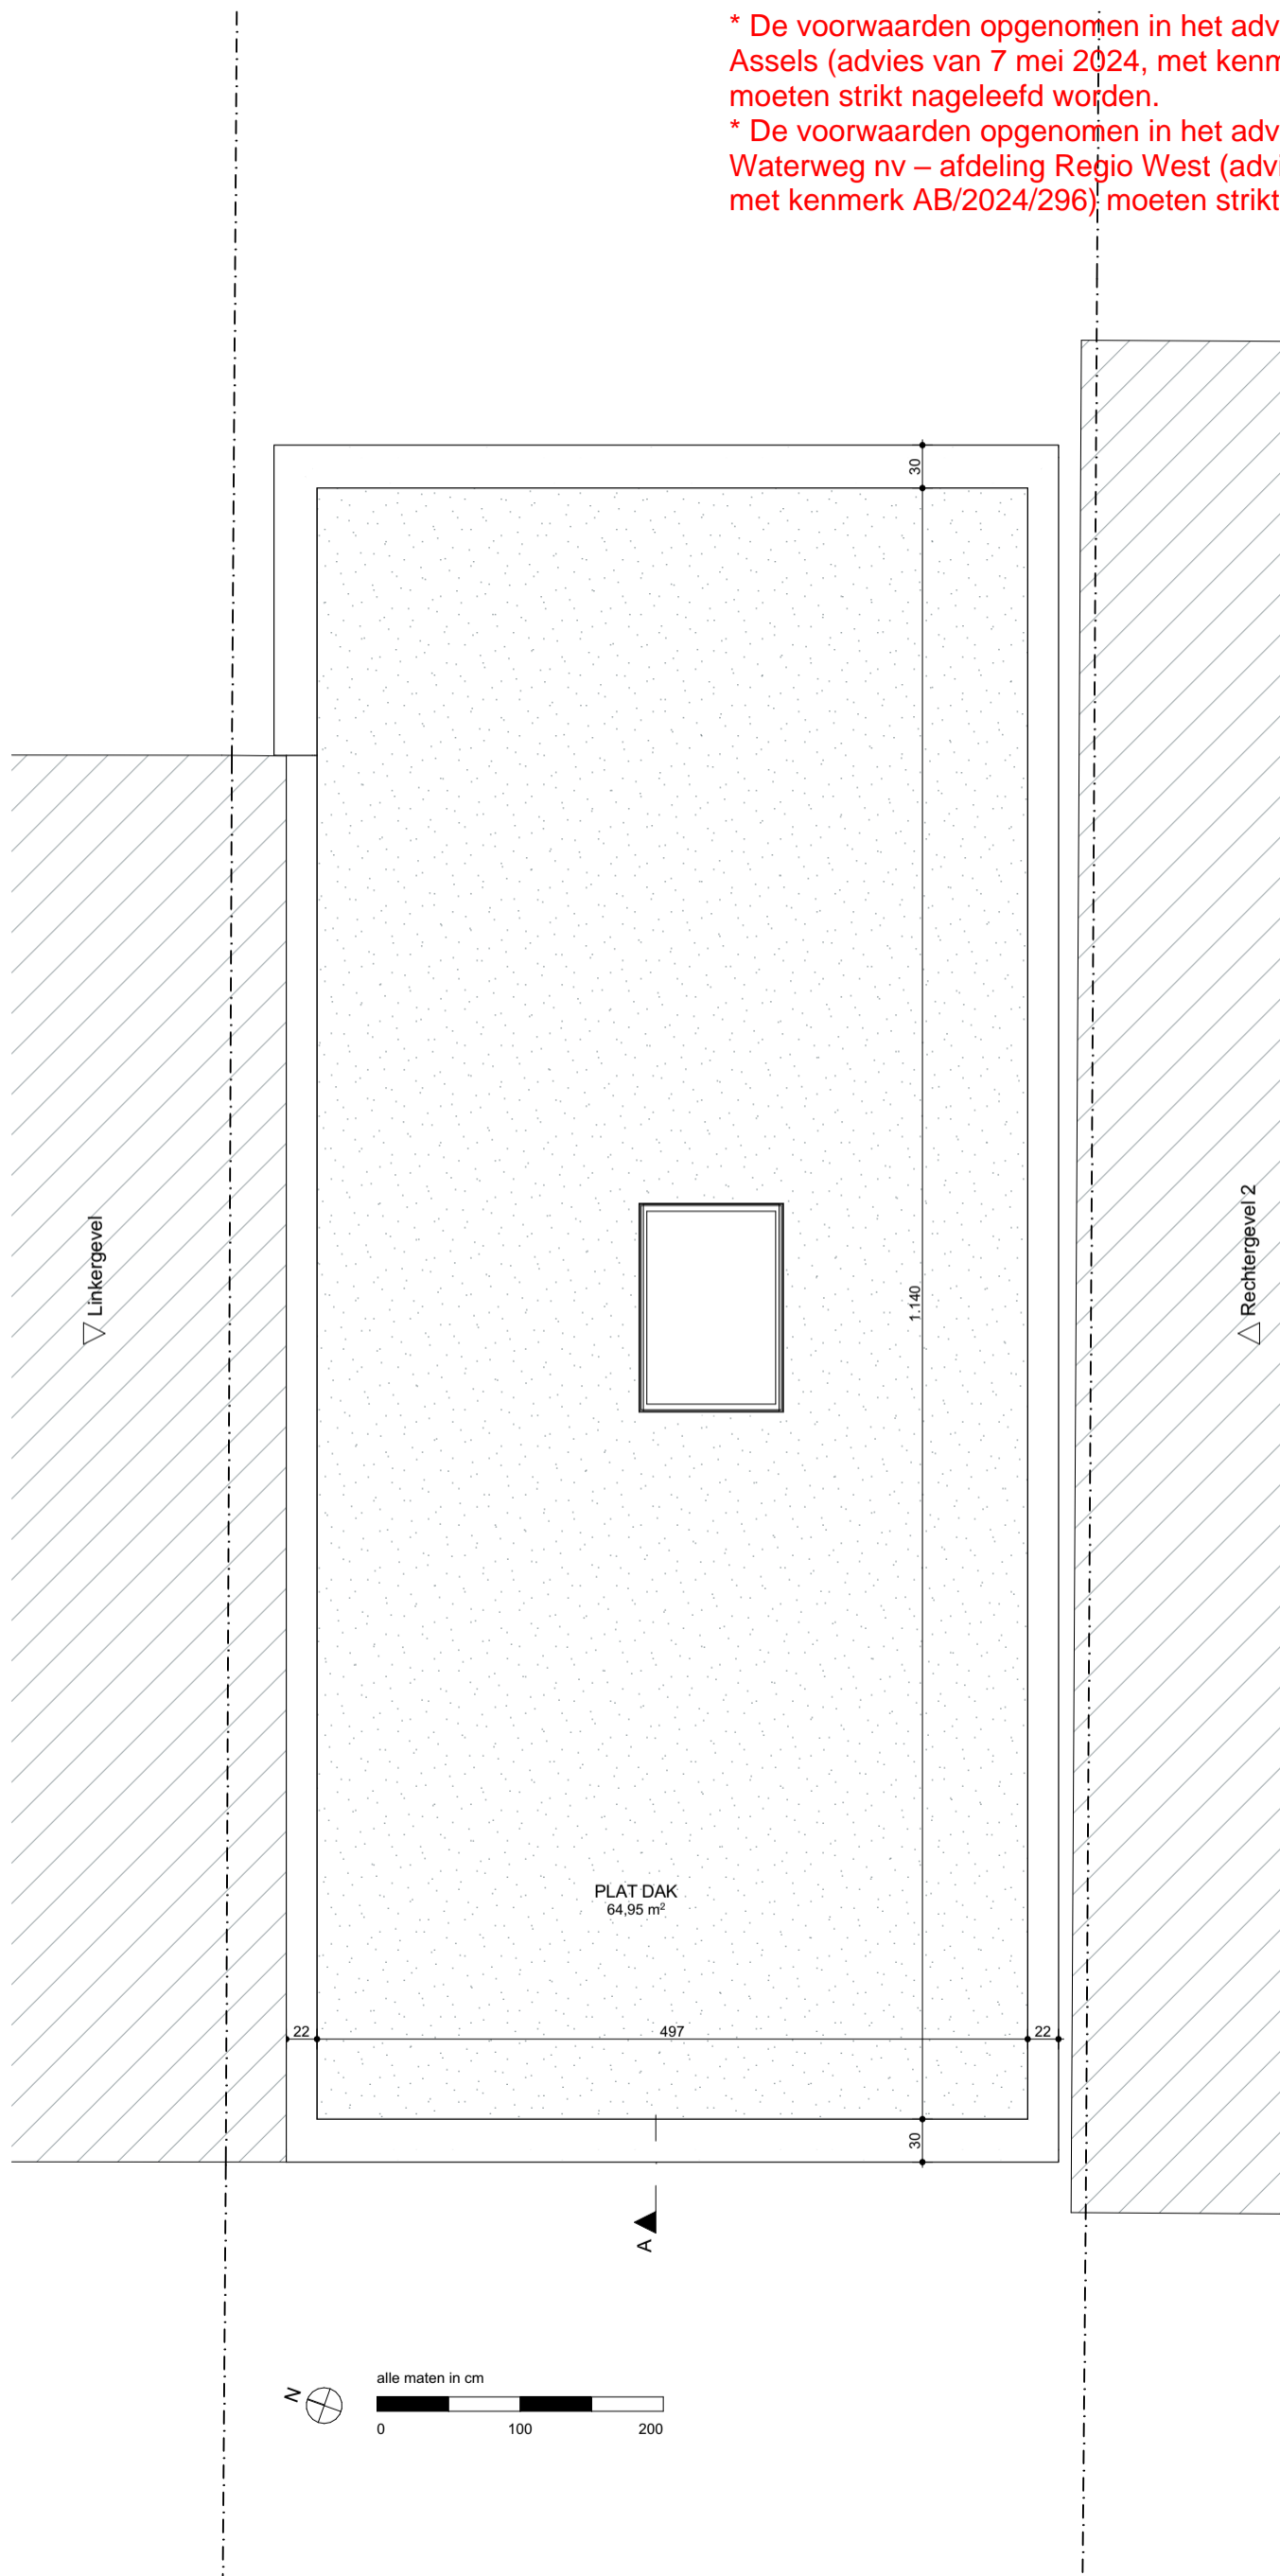 * De voorwaarden opgenomen in het adv
Assels (advies van 7 mei 2024, met kenm
moeten strikt nageleefd worden.
* De voorwaarden opgenomen in het adv
Waterweg nv – afdeling Regio West (advi
met kenmerk AB/2024/296) moeten strikt
30
Linkergevel
Rechtergevel 2
1.140
PLAT DAK
64,95 m²
22
497
22
30
A
N
alle maten in cm
0
100
200